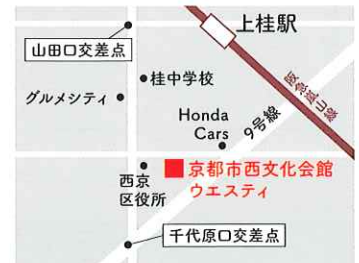 上桂駅
山田口交差点
阪急嵐山線
桂中学校
グルメシティ
Honda
Cars
9号線
京都市西文化会館
ウエスティ
西京
区役所
千代原口交差点